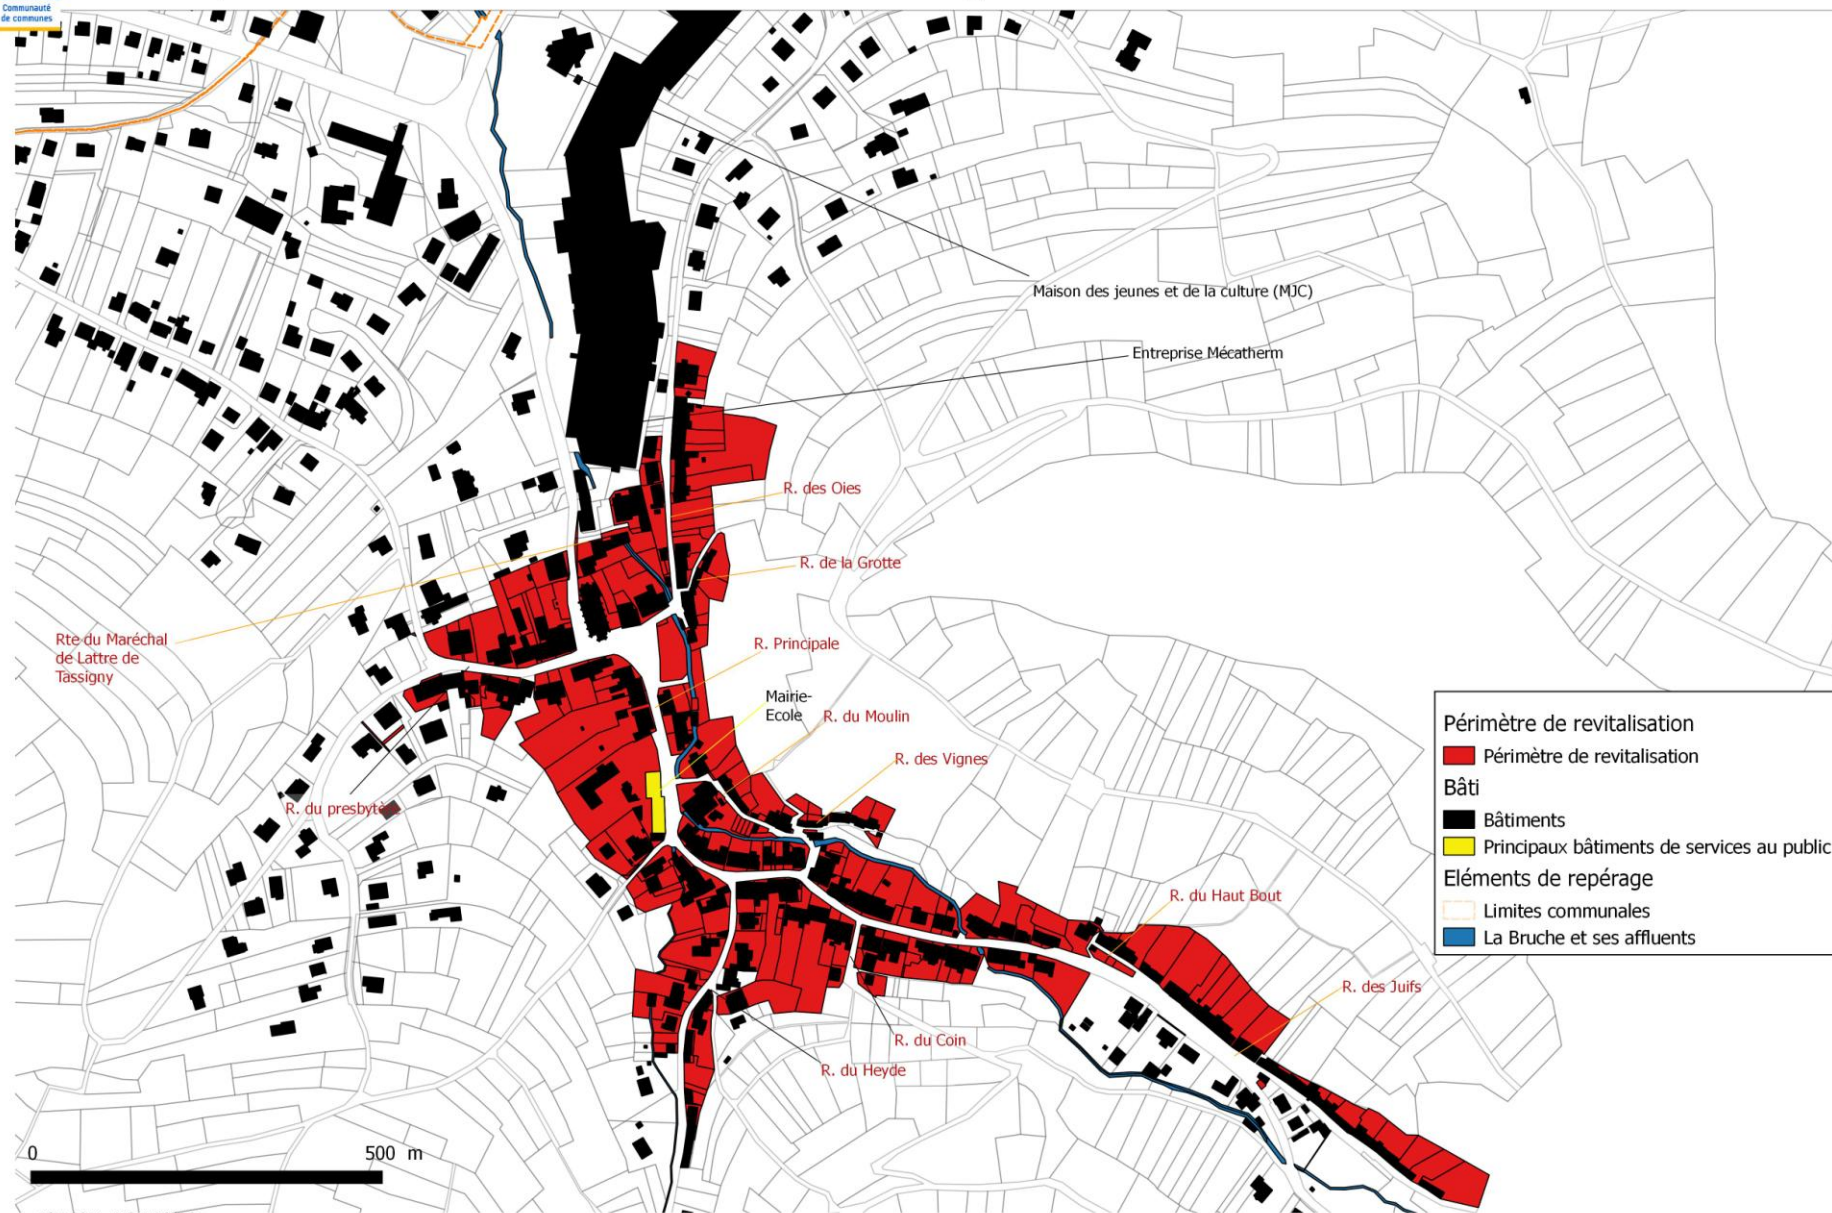 Communauté
de communes
Maison des jeunes et de la culture (MJC)
Entreprise Mécatherm
R. des Oies
R. de la Grotte
Rte du Maréchal
de Lattre de
Tassigny
R. Principale
Mairie-
Ecole
R. du Moulin
R. des Vignes
R. du presbytère
R. du Haut Bout
R. des Juifs
R. du Coin
R. du Heyde
Périmètre de revitalisation
Périmètre de revitalisation
Bâti
Bâtiments
Principaux bâtiments de services au public
Eléments de repérage
Limites communales
La Bruche et ses affluents
0 500 m